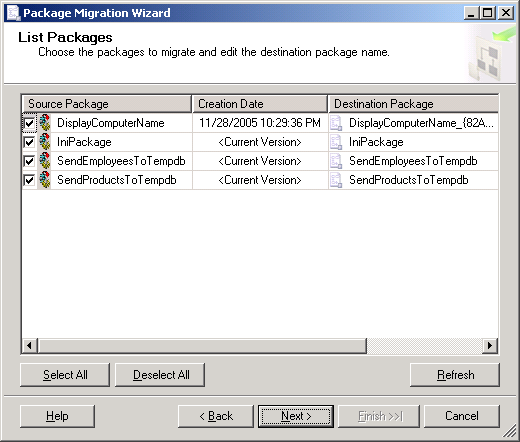 Package Migration Wizard
List Packages
Choose the packages to migrate and edit the destination package name.
Source Package Creation Date Destination Package
DisplayComputerName 11/28/2005 10:29:36 PM DisplayComputerName_{82A...
IniPackage <Current Version> IniPackage
SendEmployeesToTempdb <Current Version> SendEmployeesToTempdb
SendProductsToTempdb <Current Version> SendProductsToTempdb
Select All Deselect All Refresh
Help < Back Next > Finish >>| Cancel